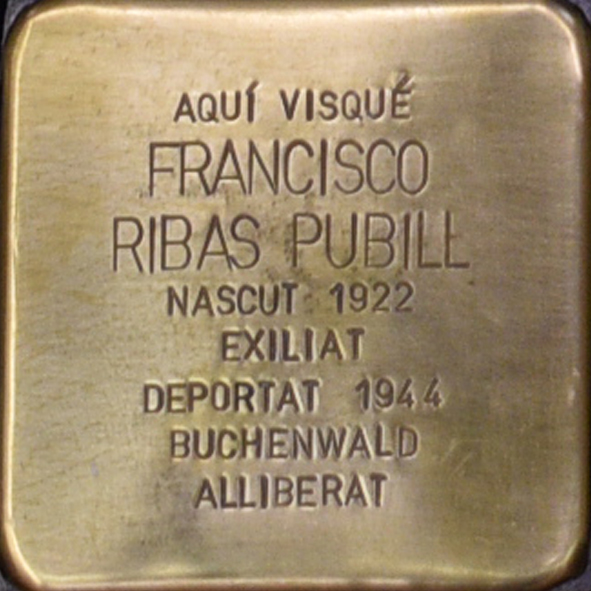 AQUÍ VISQUÉ
FRANCISCO
RIBAS PUBILL
NASCUT 1922
EXILIAT
DEPORTAT 1944
BUCHENWALD
ALLIBERAT